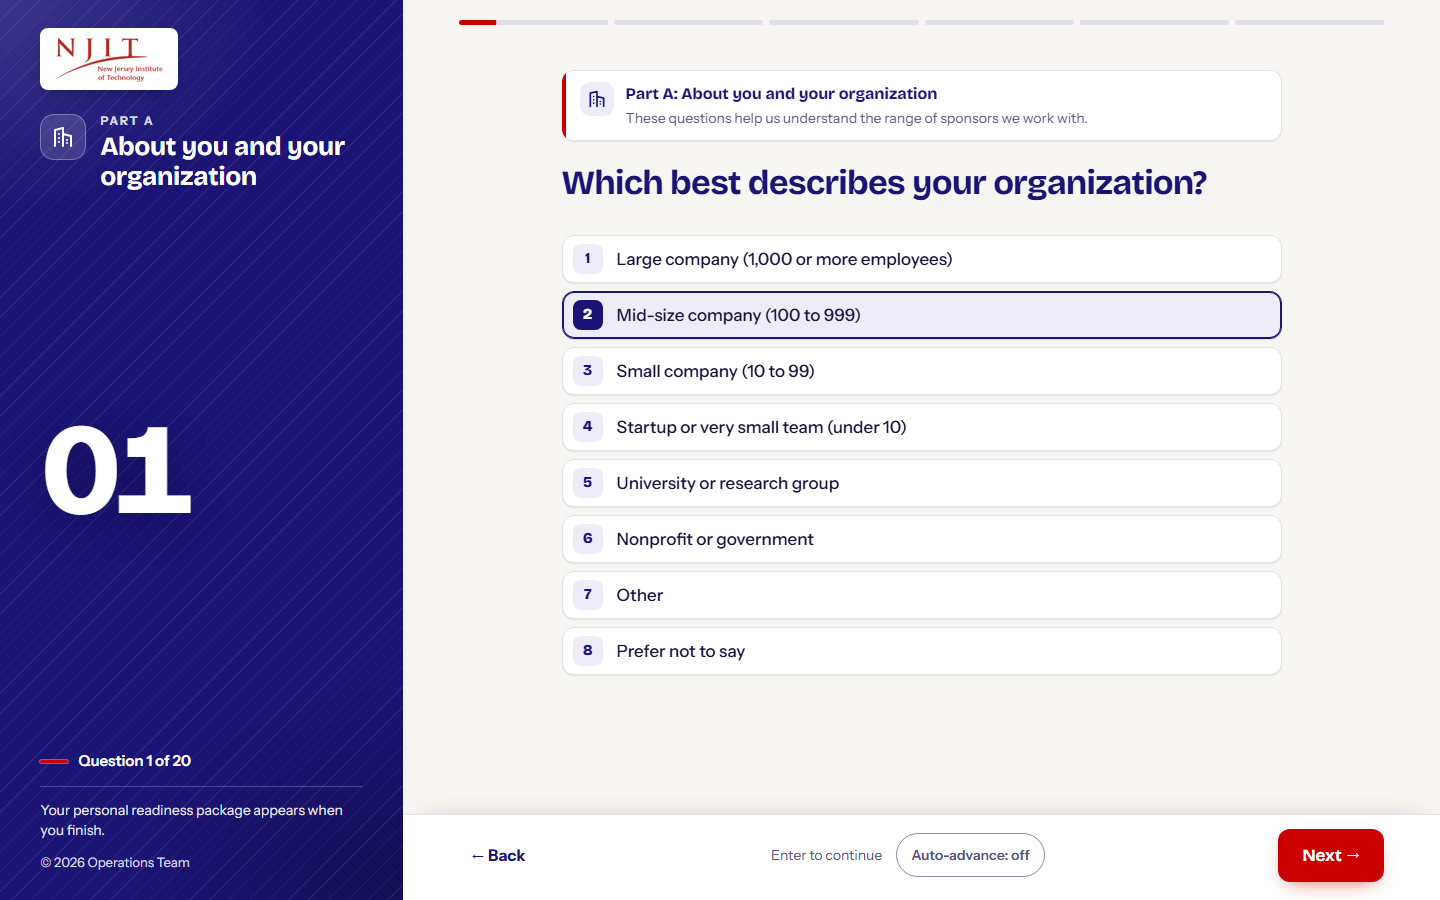 NJIT
New Jersey Institute
of Technology
PART A
About you and your
organization
01
Question 1 of 20
Your personal readiness package appears when
you finish.
© 2026 Operations Team
Part A: About you and your organization
These questions help us understand the range of sponsors we work with.
Which best describes your organization?
1 Large company (1,000 or more employees)
2 Mid-size company (100 to 999)
3 Small company (10 to 99)
4 Startup or very small team (under 10)
5 University or research group
6 Nonprofit or government
7 Other
8 Prefer not to say
← Back
Enter to continue
Auto-advance: off
Next →